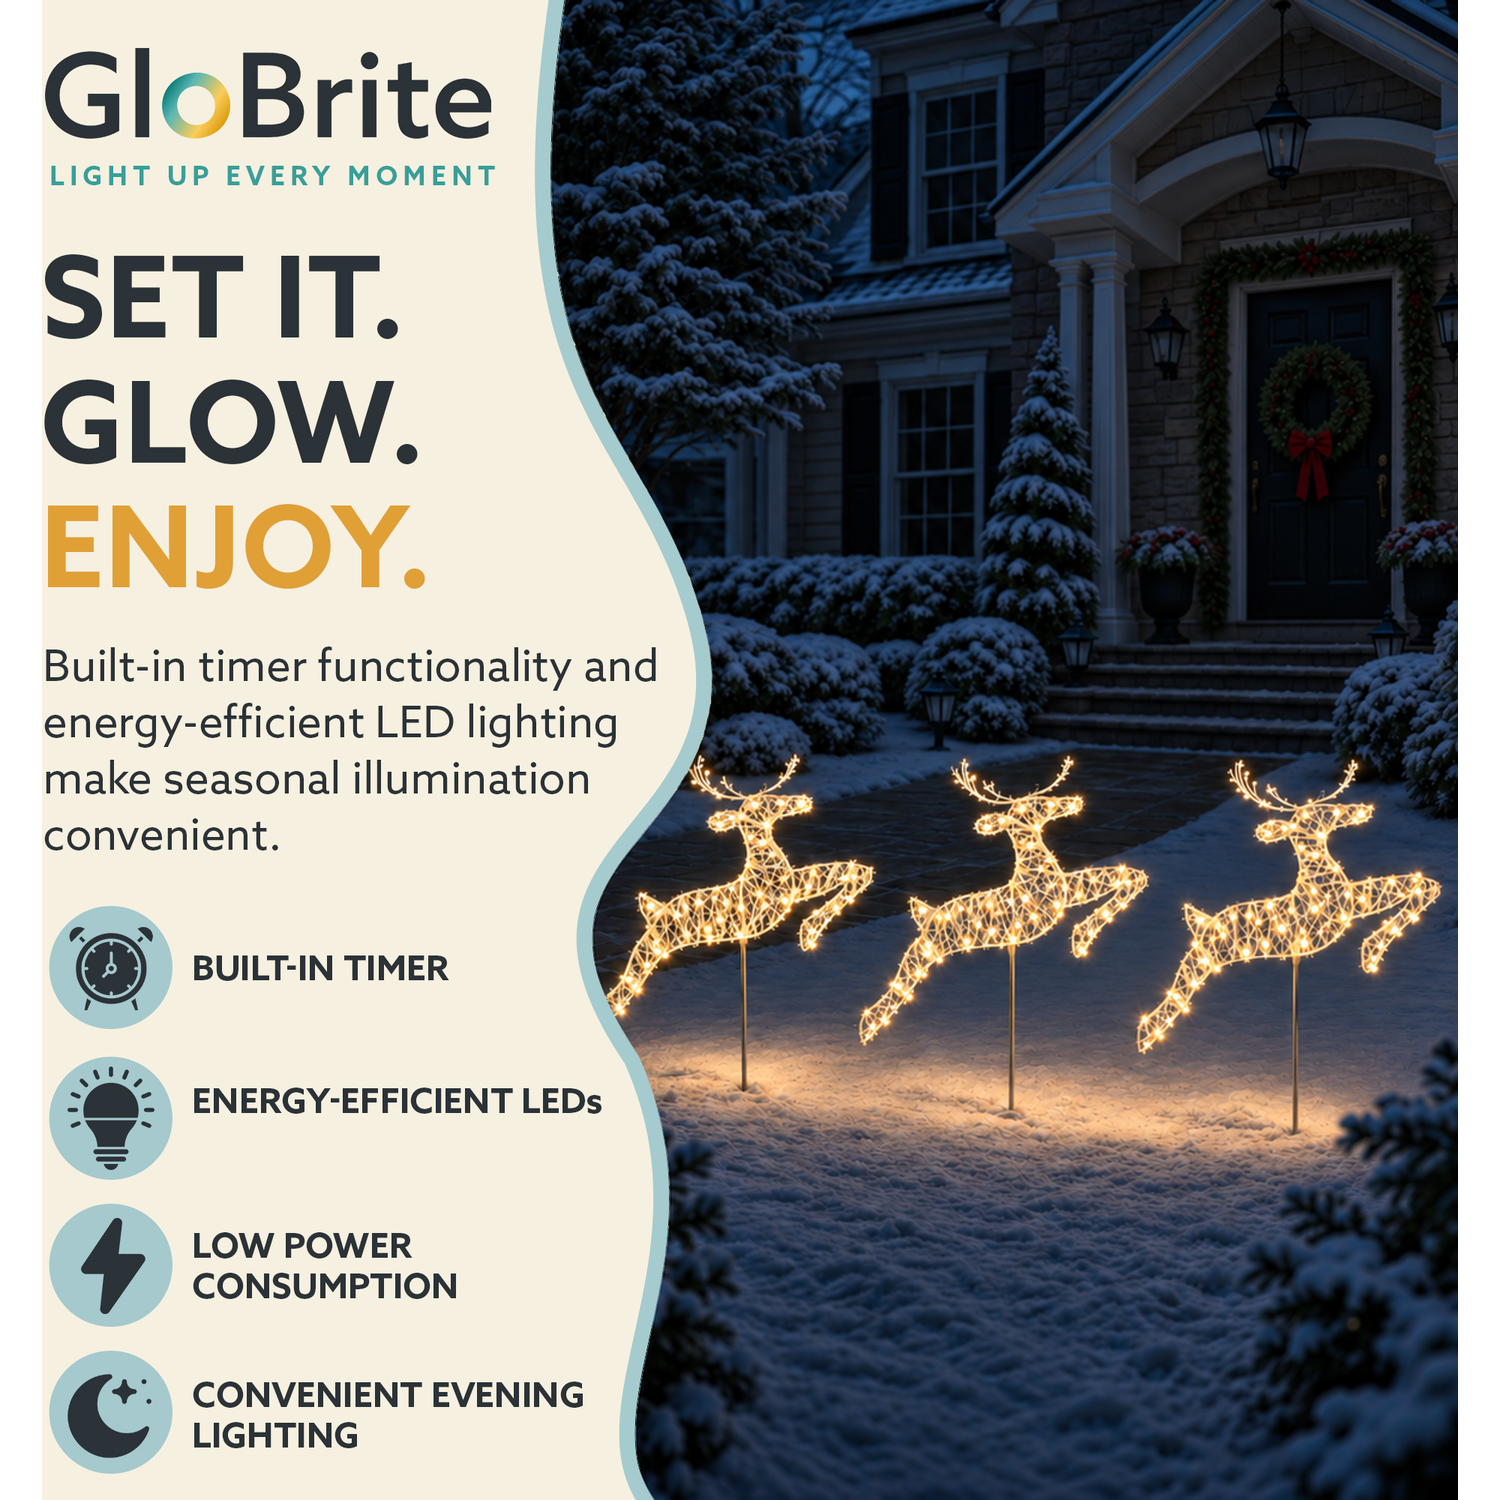 GloBrite
LIGHT UP EVERY MOMENT
SET IT.
GLOW.
ENJOY.
Built-in timer functionality and
energy-efficient LED lighting
make seasonal illumination
convenient.
BUILT-IN TIMER
ENERGY-EFFICIENT LEDs
LOW POWER
CONSUMPTION
CONVENIENT EVENING
LIGHTING